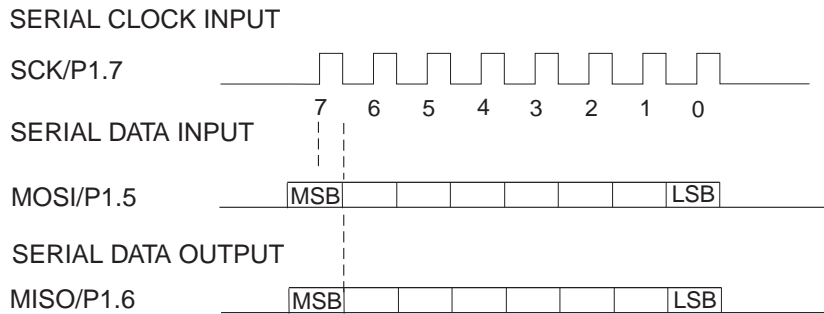 SERIAL CLOCK INPUT
SCK/P1.7
7 6 5 4 3 2 1 0
SERIAL DATA INPUT
MOSI/P1.5 MSB LSB
SERIAL DATA OUTPUT
MISO/P1.6 MSB LSB